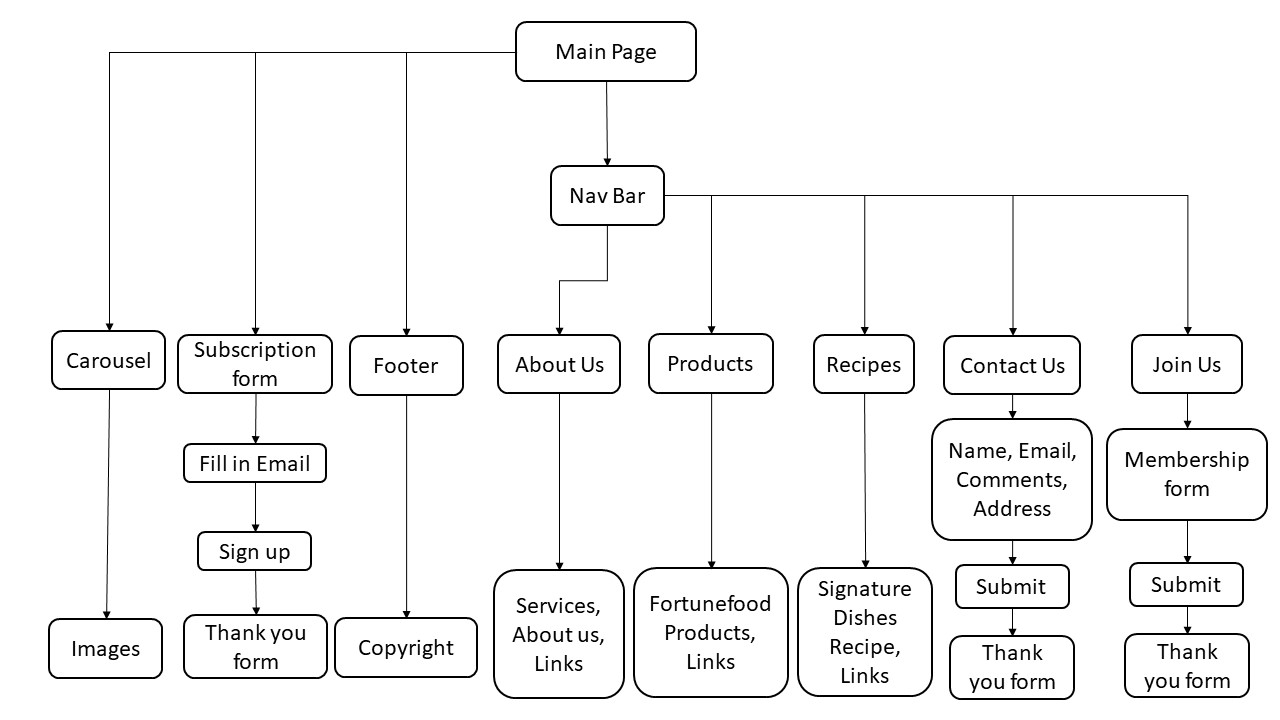 Main Page
Nav Bar
Carousel
Subscription
form
Footer
About Us
Products
Recipes
Contact Us
Join Us
Fill in Email
Name, Email,
Comments,
Address
Membership
form
Sign up
Submit
Submit
Images
Thank you
form
Copyright
Services,
About us,
Links
Fortunefood
Products,
Links
Signature
Dishes
Recipe,
Links
Thank
you form
Thank
you form